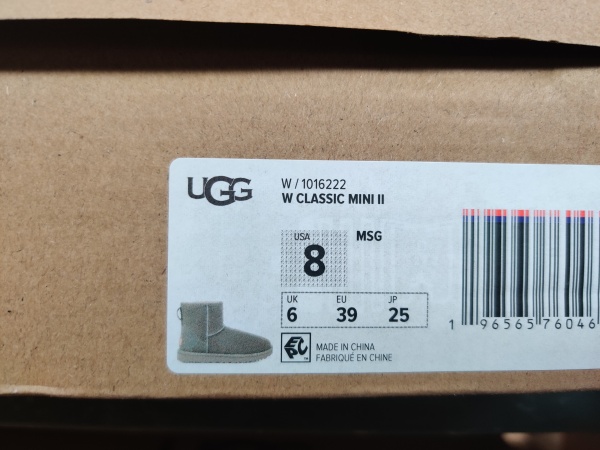 UGG
W / 1016222
W CLASSIC MINI II
USA
8
MSG
UK EU JP
6 39 25
EPC
MADE IN CHINA
FABRIQUÉ EN CHINE
1 96565 76046